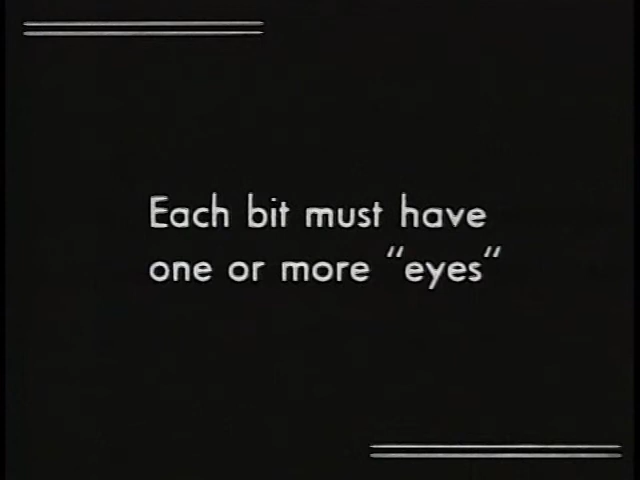 Each bit must have
one or more “eyes“